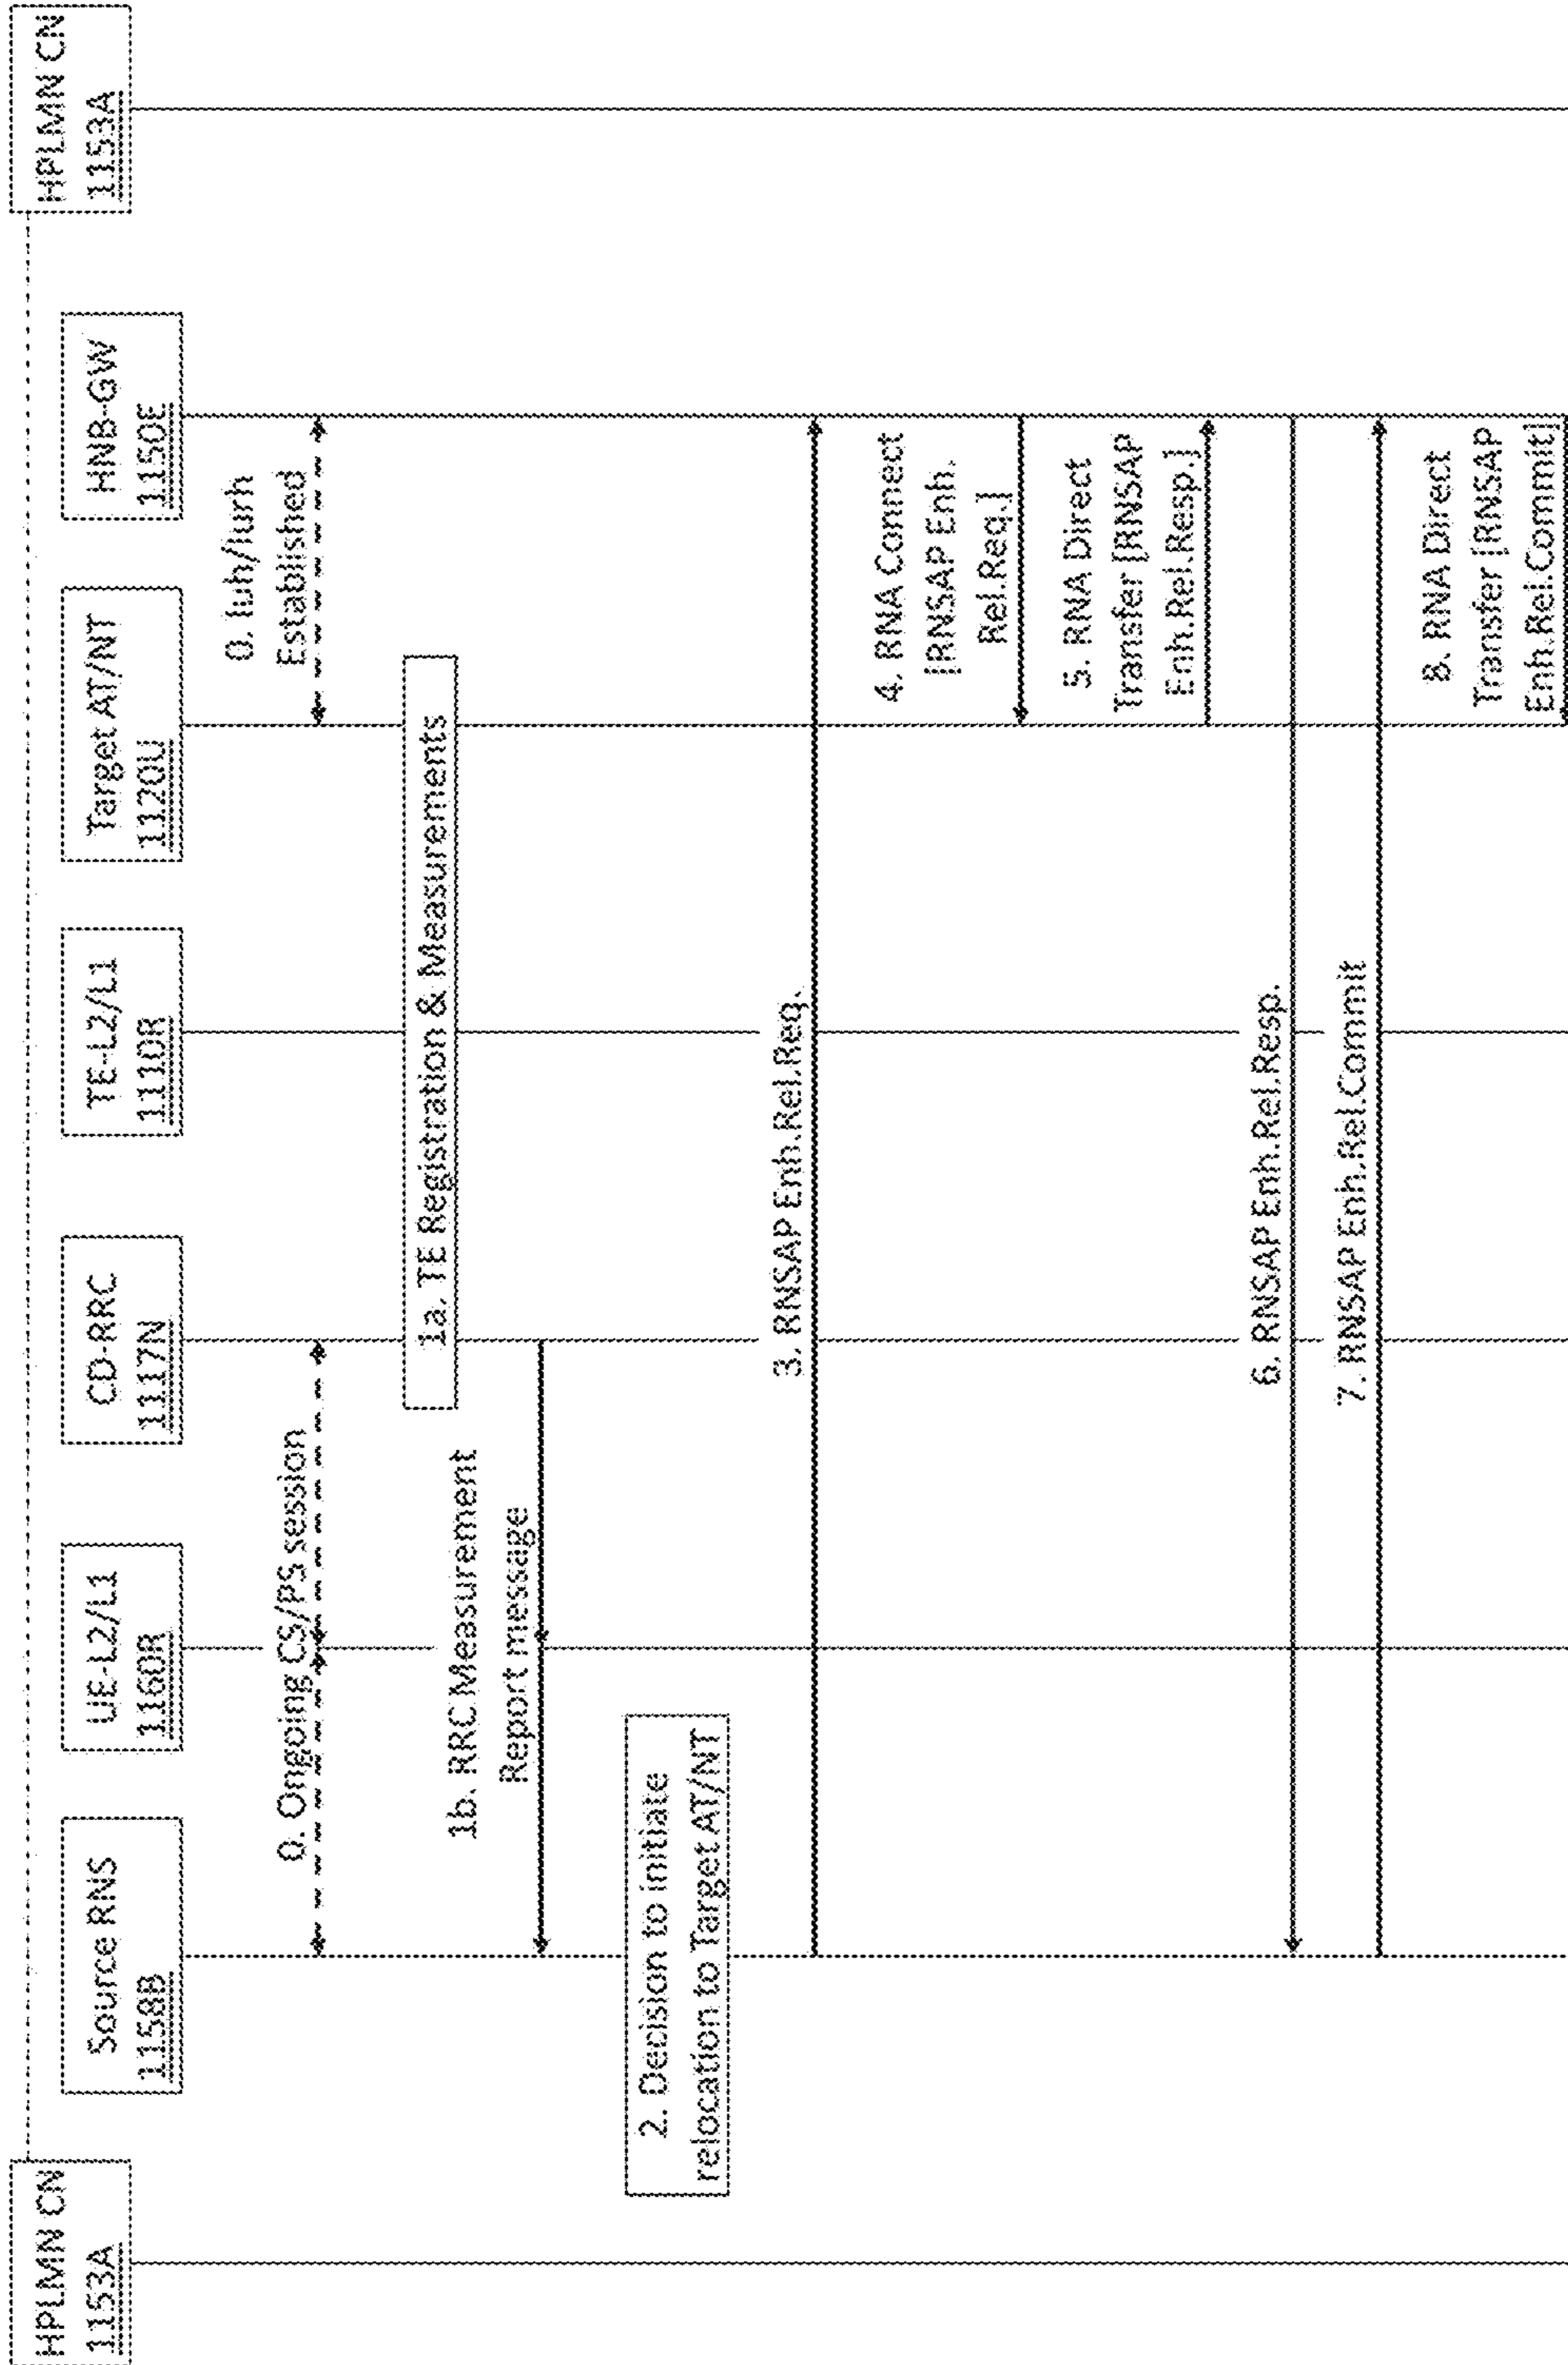 HPLMN CN
1153A
Source RNS
1158B
UE-L2/L1
1160R
CD-RRC
1117N
TE-L2/L1
1110R
Target AT/NT
1120U
HNB-GW
1150E
HPLMN CN
1153A
0. Ongoing CS/PS session
0. Iuh/Iurh
Established
1a. TE Registration & Measurements
1b. RRC Measurement
Report message
2. Decision to initiate
relocation to Target AT/NT
3. RNSAP Enh.Rel.Req.
4. RNA Connect
[RNSAP Enh.
Rel.Req.]
5. RNA Direct
Transfer [RNSAP
Enh.Rel.Resp.]
6. RNSAP Enh.Rel.Resp.
7. RNSAP Enh.Rel.Commit
8. RNA Direct
Transfer [RNSAP
Enh.Rel.Commit]